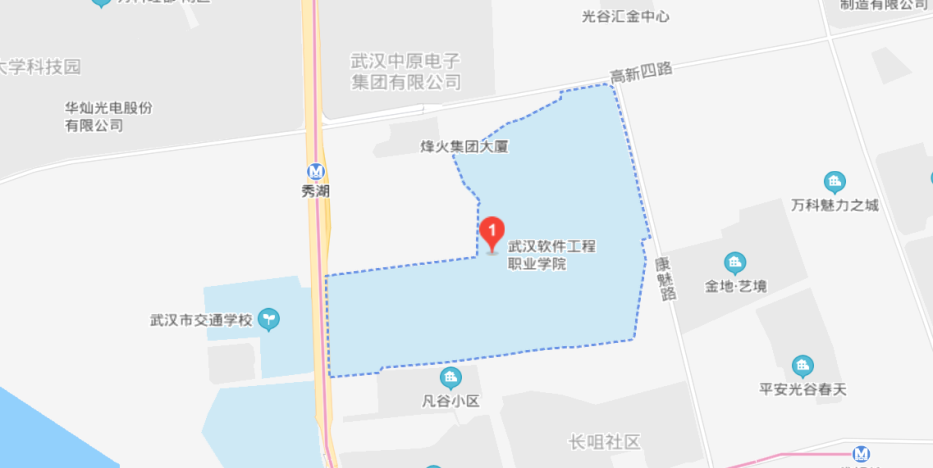 光谷汇金中心
制造有限公司
武汉中原电子
集团有限公司
大学科技园
高新四路
华灿光电股份
有限公司
烽火集团大厦
秀湖
万科魅力之城
1
武汉软件工程
职业学院
康魅路
金地·艺境
武汉市交通学校
平安光谷春天
凡谷小区
长咀社区